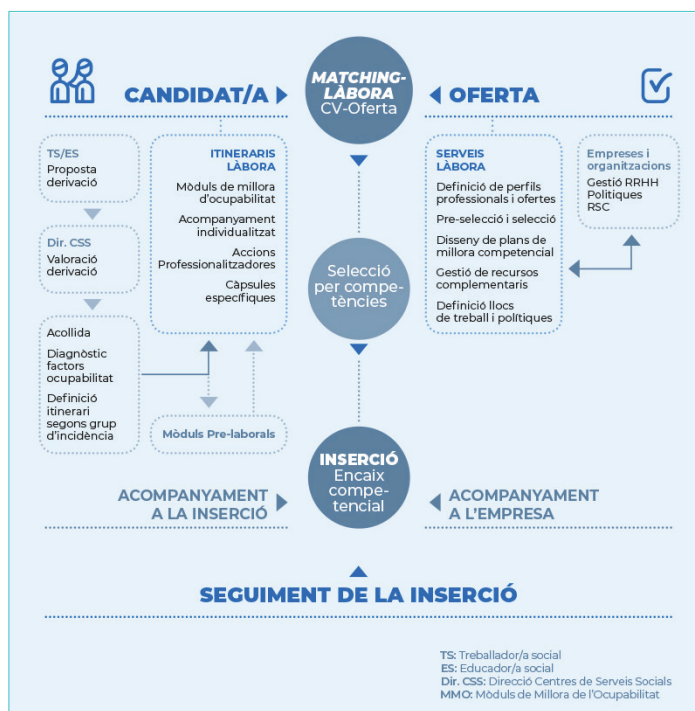 MATCHING-
LÀBORA
CV-Oferta
CANDIDAT/A
OFERTA
TS/ES
Proposta
derivació
Dir. CSS
Valoració
derivació
Acollida
Diagnòstic
factors
ocupabilitat
Definició
itinerari
segons grup
d'incidència
ITINERARIS
LÀBORA
Mòduls de millora
d'ocupabilitat
Acompanyament
individualitzat
Accions
Professionalitzadores
Càpsules
específiques
Mòduls Pre-laborals
Selecció
per compe-
tències
SERVEIS
LÀBORA
Definició de perfils
professionals i ofertes
Pre-selecció i selecció
Disseny de plans de
millora competencial
Gestió de recursos
complementaris
Definició llocs
de treball i polítiques
Empreses i
organitzacions
Gestió RRHH
Politiques
RSC
INSERCIÓ
Encaix
compe-
tencial
ACOMPANYAMENT
A LA INSERCIÓ
ACOMPANYAMENT
A L'EMPRESA
SEGUIMENT DE LA INSERCIÓ
TS: Treballador/a social
ES: Educador/a social
Dir. CSS: Direcció Centres de Serveis Socials
MMO: Mòduls de Millora de l'Ocupabilitat